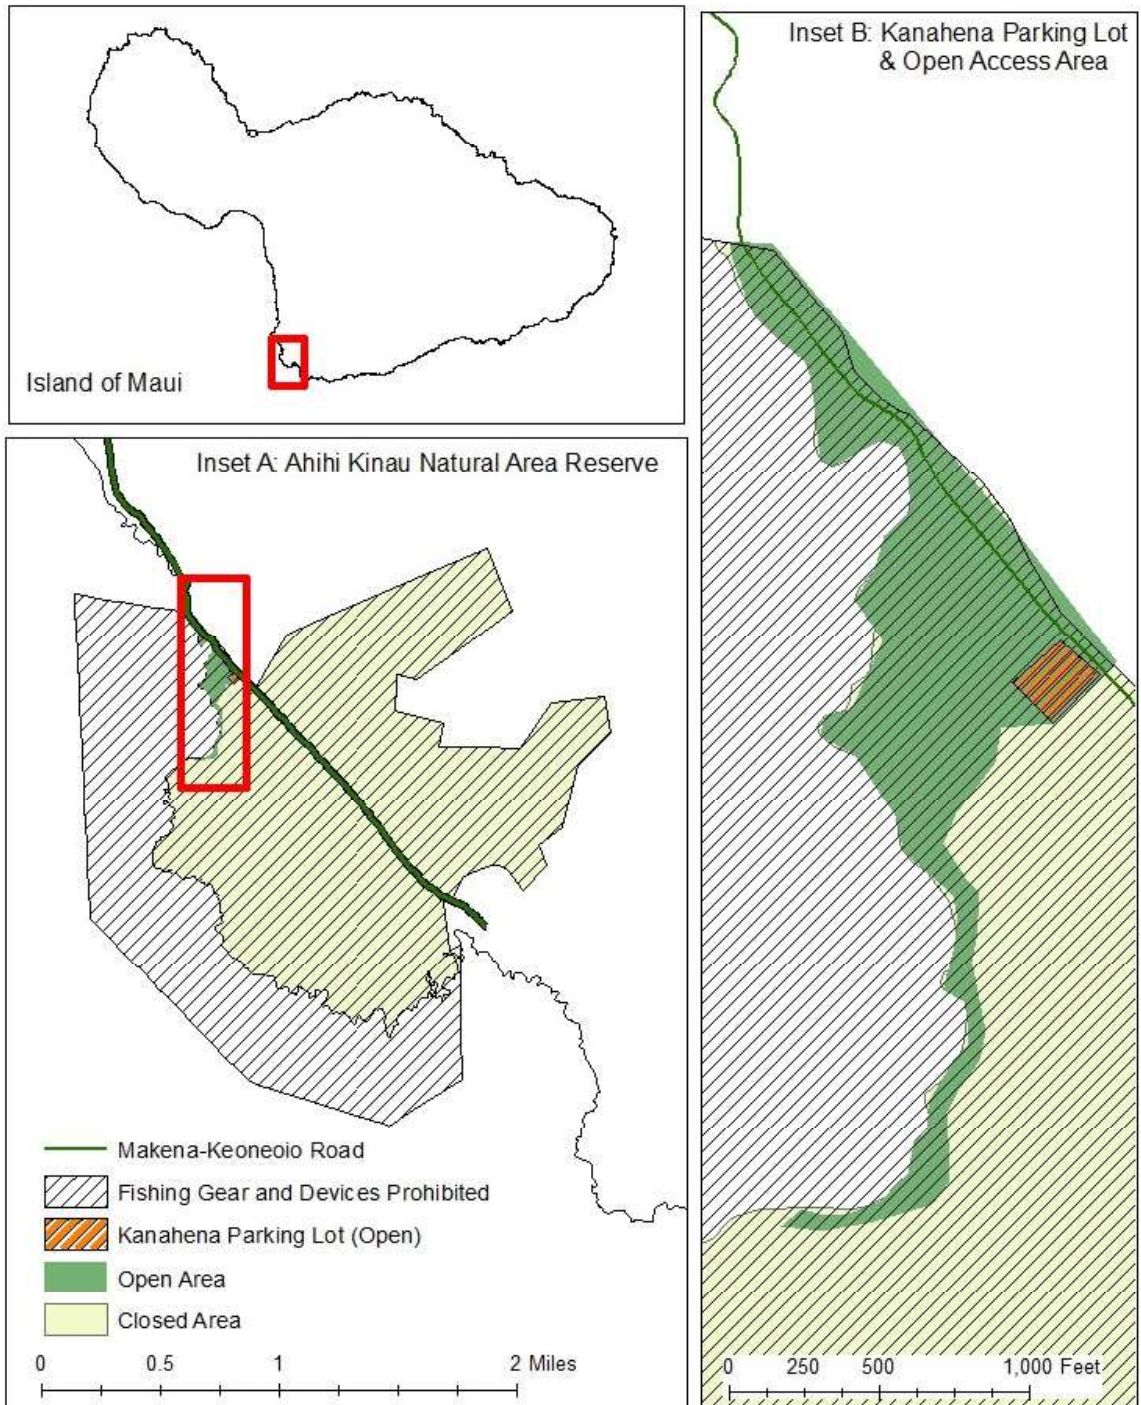 Island of Maui
Inset A: Ahihi Kinau Natural Area Reserve
Makena-Keoneoio Road
Fishing Gear and Devices Prohibited
Kanahena Parking Lot (Open)
Open Area
Closed Area
0 0.5 1 2 Miles
Inset B: Kanahena Parking Lot
& Open Access Area
0 250 500 1,000 Feet